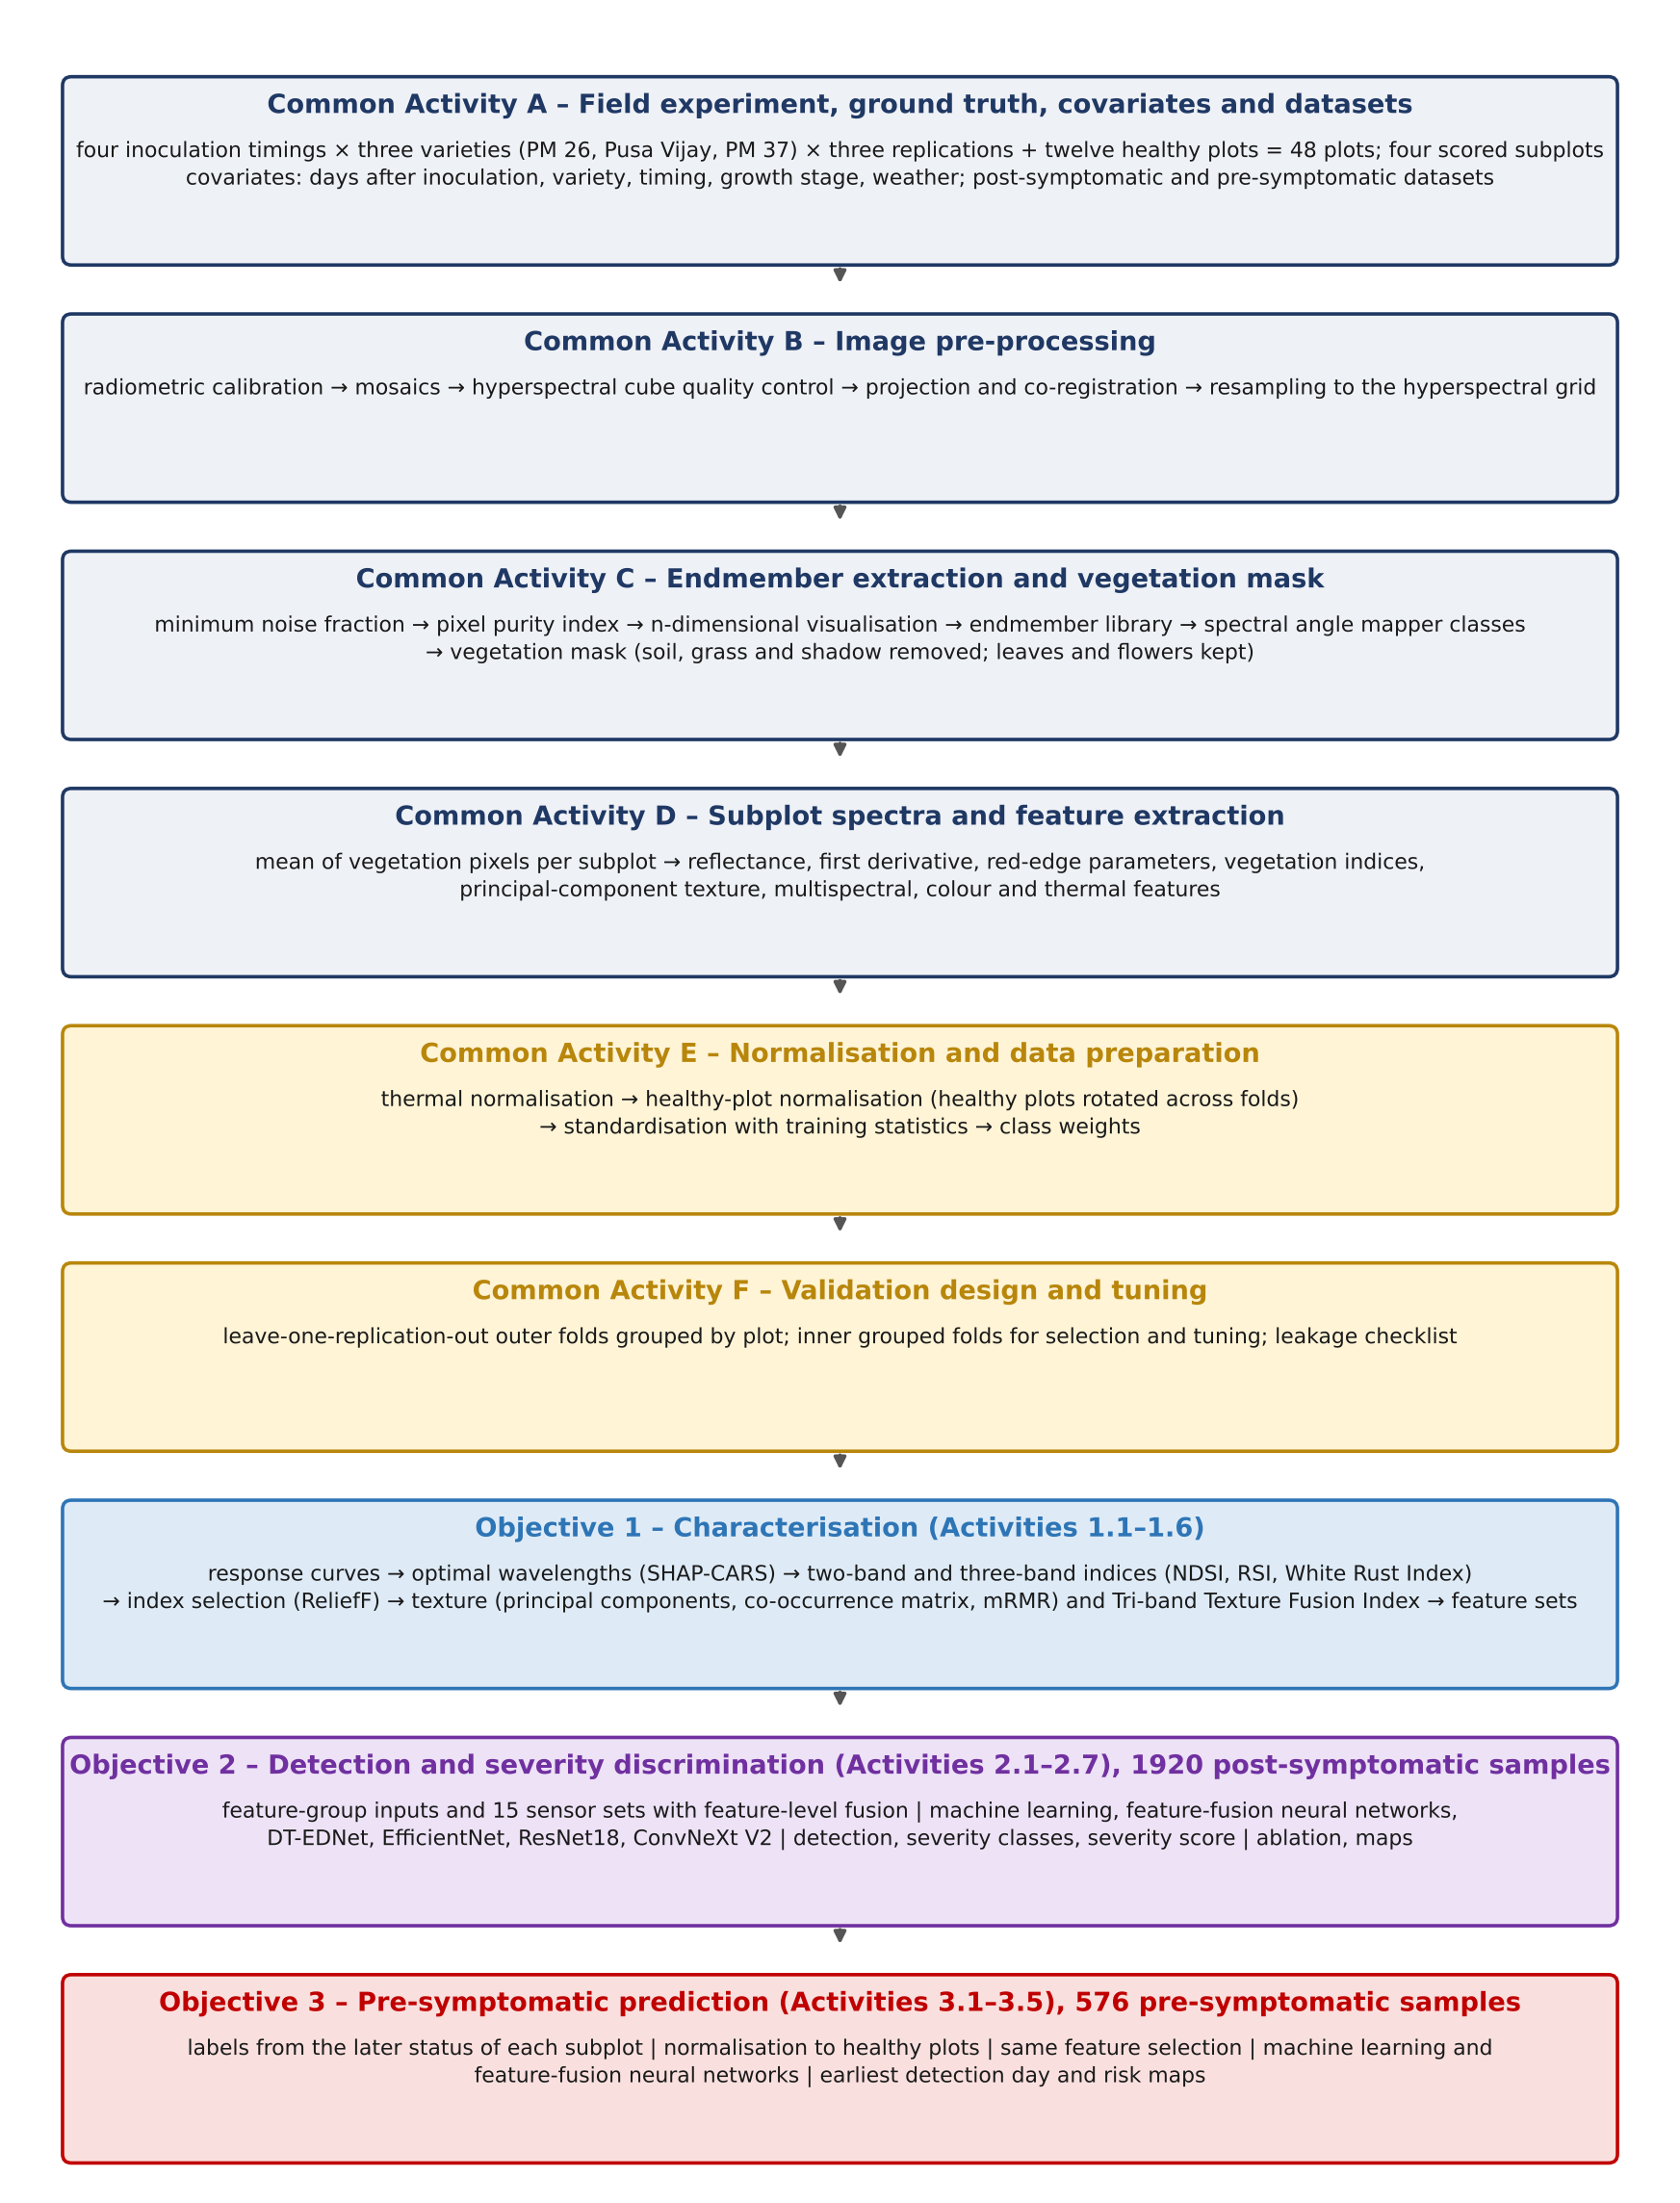 Common Activity A – Field experiment, ground truth, covariates and datasets
four inoculation timings × three varieties (PM 26, Pusa Vijay, PM 37) × three replications + twelve healthy plots = 48 plots; four scored subplots
covariates: days after inoculation, variety, timing, growth stage, weather; post-symptomatic and pre-symptomatic datasets
Common Activity B – Image pre-processing
radiometric calibration → mosaics → hyperspectral cube quality control → projection and co-registration → resampling to the hyperspectral grid
Common Activity C – Endmember extraction and vegetation mask
minimum noise fraction → pixel purity index → n-dimensional visualisation → endmember library → spectral angle mapper classes
→ vegetation mask (soil, grass and shadow removed; leaves and flowers kept)
Common Activity D – Subplot spectra and feature extraction
mean of vegetation pixels per subplot → reflectance, first derivative, red-edge parameters, vegetation indices,
principal-component texture, multispectral, colour and thermal features
Common Activity E – Normalisation and data preparation
thermal normalisation → healthy-plot normalisation (healthy plots rotated across folds)
→ standardisation with training statistics → class weights
Common Activity F – Validation design and tuning
leave-one-replication-out outer folds grouped by plot; inner grouped folds for selection and tuning; leakage checklist
Objective 1 – Characterisation (Activities 1.1–1.6)
response curves → optimal wavelengths (SHAP-CARS) → two-band and three-band indices (NDSI, RSI, White Rust Index)
→ index selection (ReliefF) → texture (principal components, co-occurrence matrix, mRMR) and Tri-band Texture Fusion Index → feature sets
Objective 2 – Detection and severity discrimination (Activities 2.1–2.7), 1920 post-symptomatic samples
feature-group inputs and 15 sensor sets with feature-level fusion | machine learning, feature-fusion neural networks,
DT-EDNet, EfficientNet, ResNet18, ConvNeXt V2 | detection, severity classes, severity score | ablation, maps
Objective 3 – Pre-symptomatic prediction (Activities 3.1–3.5), 576 pre-symptomatic samples
labels from the later status of each subplot | normalisation to healthy plots | same feature selection | machine learning and
feature-fusion neural networks | earliest detection day and risk maps